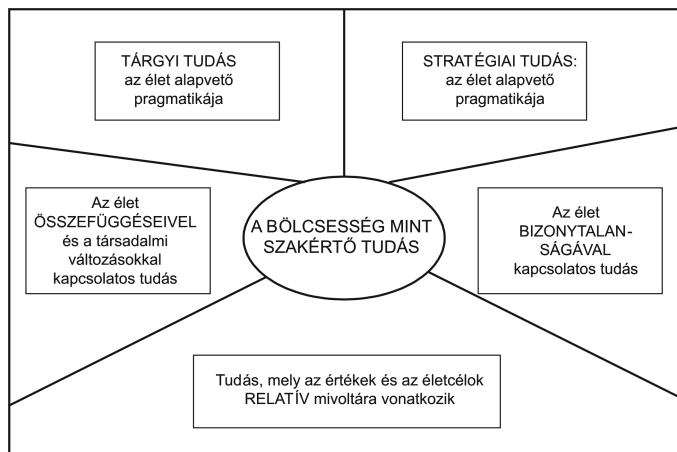 TÁRGYI TUDÁS
az élet alapvető
pragmatikája
STRATÉGIAI TUDÁS:
az élet alapvető
pragmatikája
Az élet
ÖSSZEFÜGGÉSEIVEL
és a társadalmi
változásokkal
kapcsolatos tudás
A BÖLCSESSÉG MINT
SZAKÉRTŐ TUDÁS
Az élet
BIZONYTALAN-
SÁGÁVAL
kapcsolatos tudás
Tudás, mely az értékek és az életcélok
RELATÍV mivoltára vonatkozik